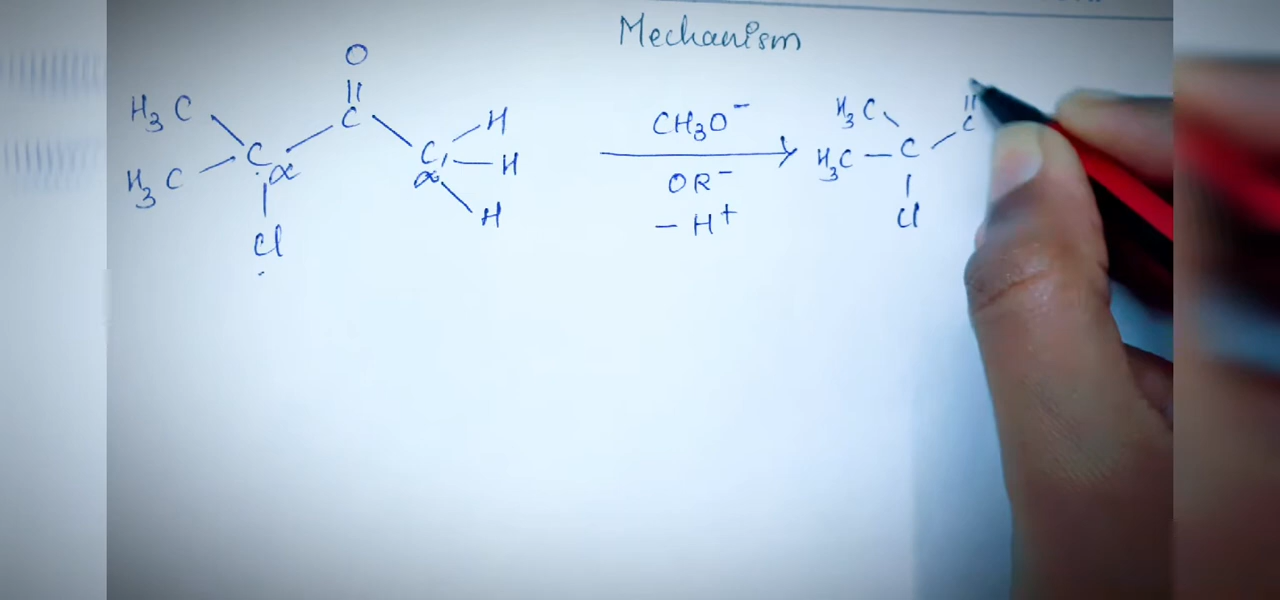 Mechanism
O
||
H3C C
H3C C α C α H
H
H
Cl
CH3O⁻
OR⁻
− H⁺
H3C
H3C − C
||
C
Cl